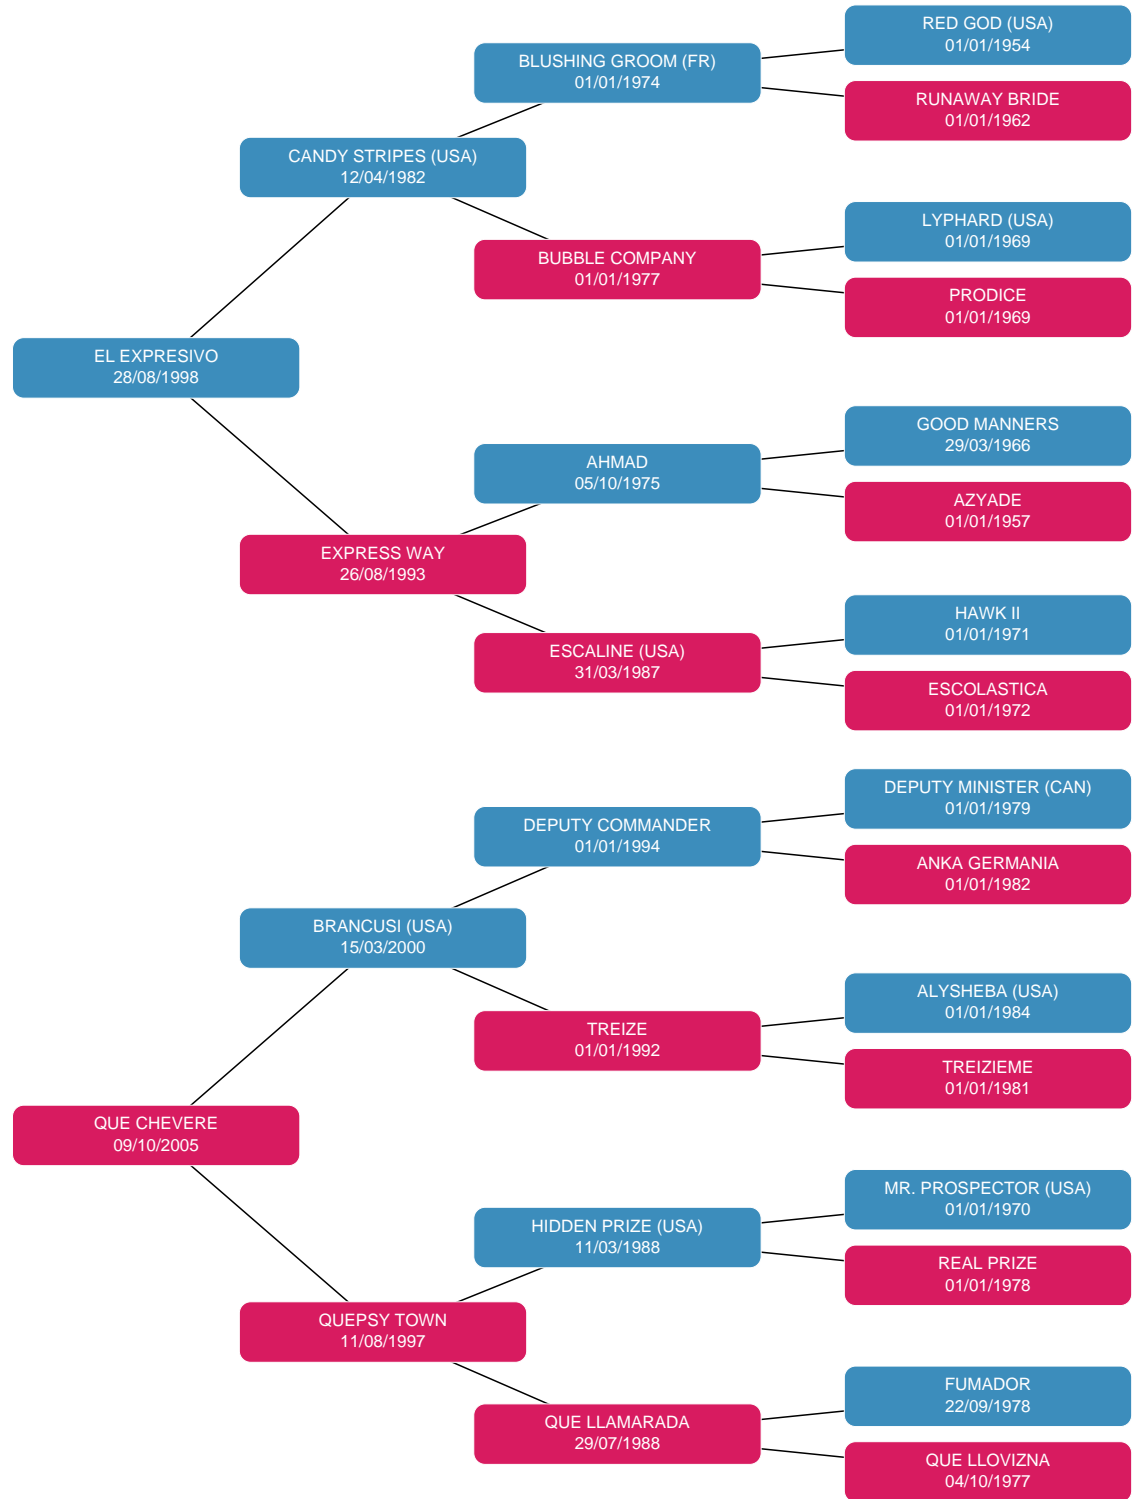 RED GOD (USA)
01/01/1954
BLUSHING GROOM (FR)
01/01/1974
RUNAWAY BRIDE
01/01/1962
CANDY STRIPES (USA)
12/04/1982
LYPHARD (USA)
01/01/1969
BUBBLE COMPANY
01/01/1977
PRODICE
01/01/1969
EL EXPRESIVO
28/08/1998
GOOD MANNERS
29/03/1966
AHMAD
05/10/1975
AZYADE
01/01/1957
EXPRESS WAY
26/08/1993
HAWK II
01/01/1971
ESCALINE (USA)
31/03/1987
ESCOLASTICA
01/01/1972
DEPUTY MINISTER (CAN)
01/01/1979
DEPUTY COMMANDER
01/01/1994
ANKA GERMANIA
01/01/1982
BRANCUSI (USA)
15/03/2000
ALYSHEBA (USA)
01/01/1984
TREIZE
01/01/1992
TREIZIEME
01/01/1981
QUE CHEVERE
09/10/2005
MR. PROSPECTOR (USA)
01/01/1970
HIDDEN PRIZE (USA)
11/03/1988
REAL PRIZE
01/01/1978
QUEPSY TOWN
11/08/1997
FUMADOR
22/09/1978
QUE LLAMARADA
29/07/1988
QUE LLOVIZNA
04/10/1977